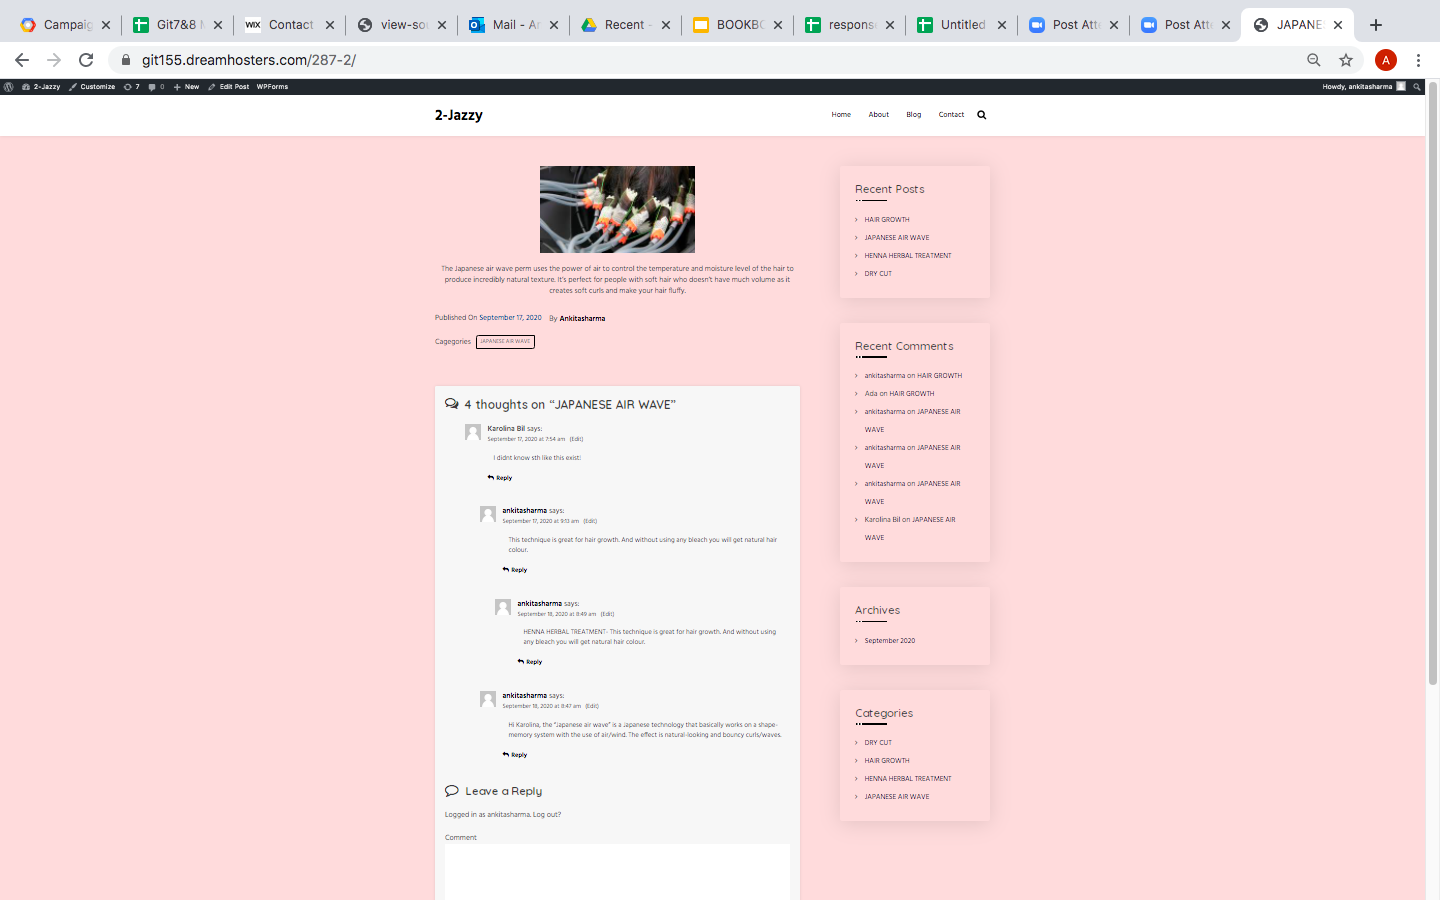 Campaig
Git7&8 M
WIX Contact
view-sou
Mail - An
Recent -
BOOKBO
respons
Untitled
Post Atte
Post Atte
JAPANES
git155.dreamhosters.com/287-2/
A
2-Jazzy Customize 7 0 New Edit Post WPForms
Howdy, ankitasharma
2-Jazzy
Home About Blog Contact
The Japanese air wave perm uses the power of air to control the temperature and moisture level of the hair to
produce incredibly natural texture. It's perfect for people with soft hair who doesn't have much volume as it
creates soft curls and make your hair fluffy.
Published On September 17, 2020 By Ankitasharma
Cagegories JAPANESE AIR WAVE
4 thoughts on “JAPANESE AIR WAVE”
Karolina Bil says:
September 17, 2020 at 7:54 am (Edit)
I didnt know sth like this exist:
Reply
ankitasharma says:
September 17, 2020 at 9:13 am (Edit)
This technique is great for hair growth. And without using any bleach you will get natural hair
colour.
Reply
ankitasharma says:
September 18, 2020 at 8:49 am (Edit)
HENNA HERBAL TREATMENT- This technique is great for hair growth. And without using
any bleach you will get natural hair colour.
Reply
ankitasharma says:
September 18, 2020 at 8:47 am (Edit)
Hi Karolina, the “Japanese air wave” is a Japanese technology that basically works on a shape-
memory system with the use of air/wind. The effect is natural-looking and bouncy curls/waves.
Reply
Leave a Reply
Logged in as ankitasharma. Log out?
Comment
Recent Posts
HAIR GROWTH
JAPANESE AIR WAVE
HENNA HERBAL TREATMENT
DRY CUT
Recent Comments
ankitasharma on HAIR GROWTH
Ada on HAIR GROWTH
ankitasharma on JAPANESE AIR
WAVE
ankitasharma on JAPANESE AIR
WAVE
ankitasharma on JAPANESE AIR
WAVE
Karolina Bil on JAPANESE AIR
WAVE
Archives
September 2020
Categories
DRY CUT
HAIR GROWTH
HENNA HERBAL TREATMENT
JAPANESE AIR WAVE